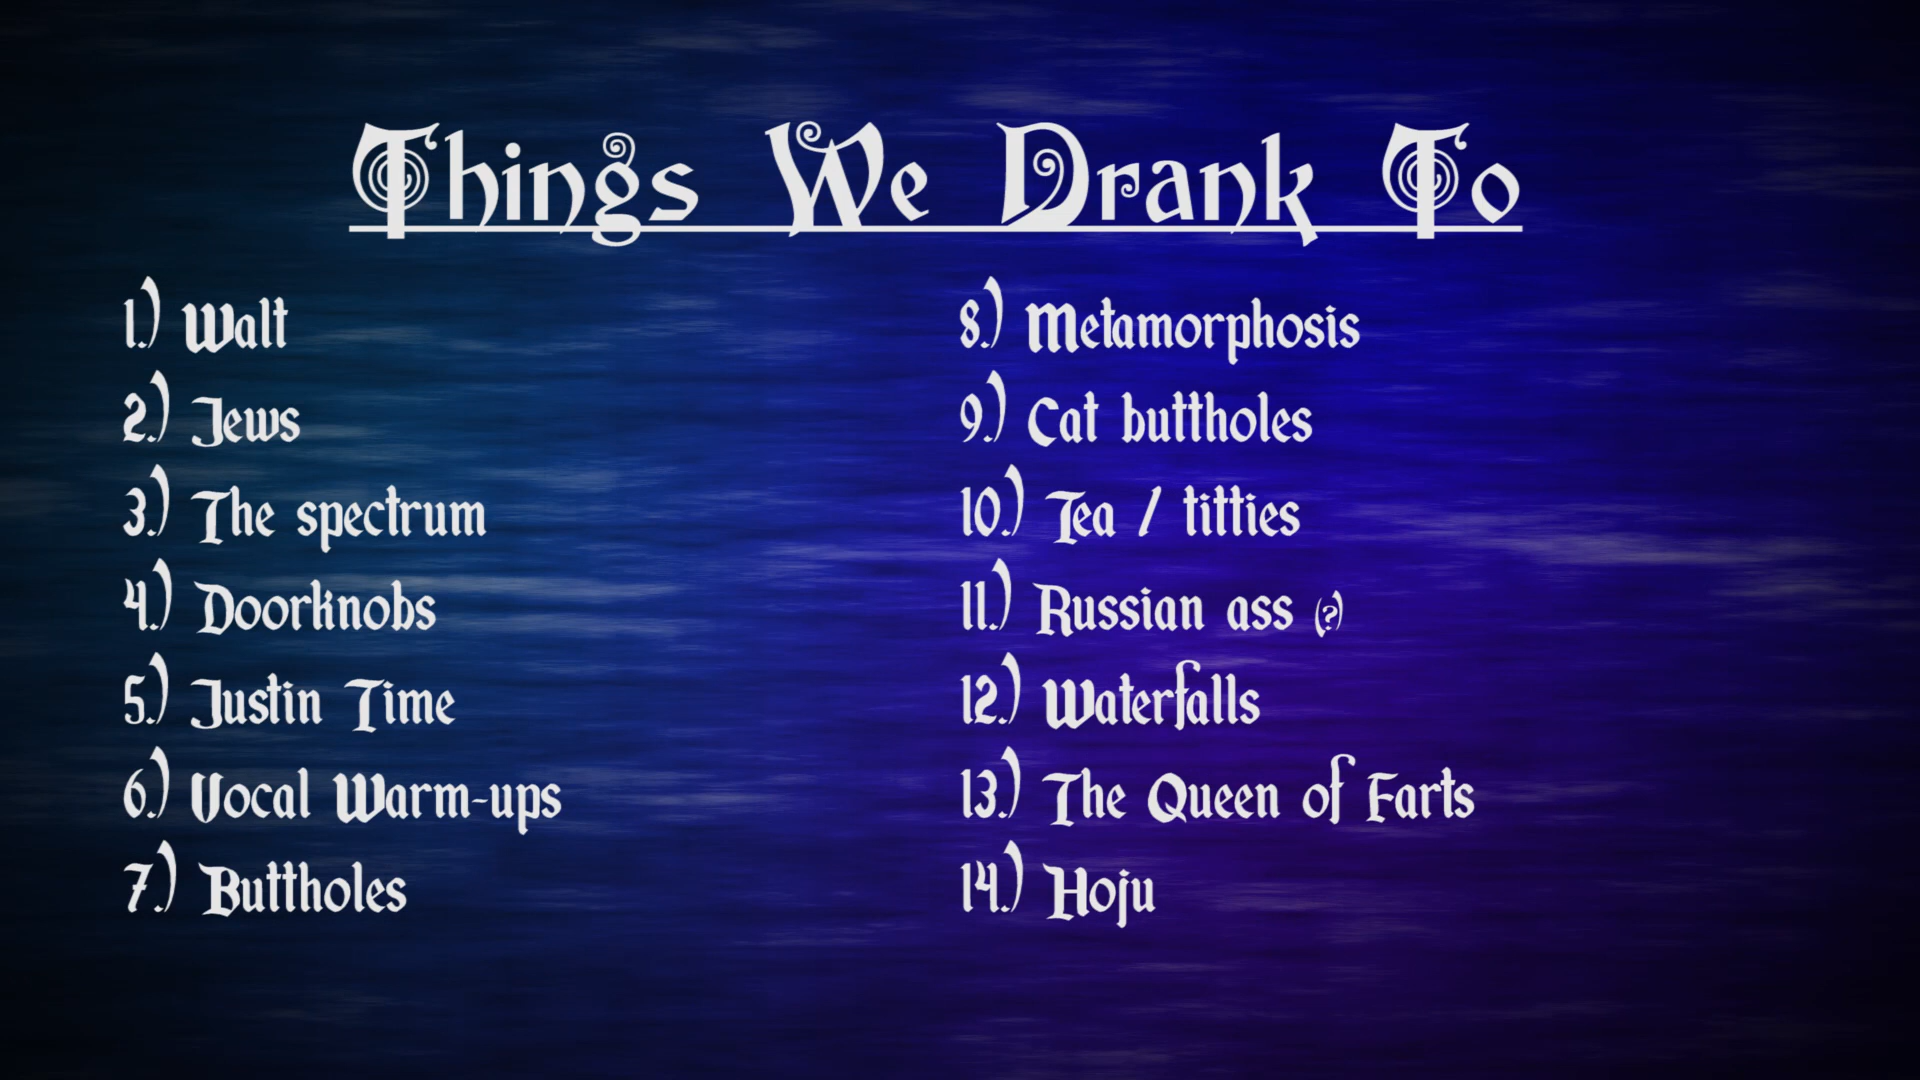 Things We Drank To
1.) Walt
2.) Jews
3.) The spectrum
4.) Doorknobs
5.) Justin Time
6.) Vocal Warm-ups
7.) Buttholes
8.) Metamorphosis
9.) Cat buttholes
10.) Tea / titties
11.) Russian ass (?)
12.) Waterfalls
13.) The Queen of Farts
14.) Hoju